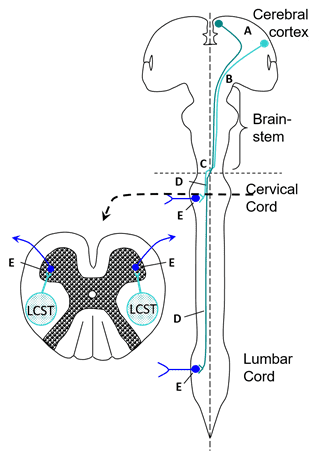 Cerebral
cortex
A
B
Brain-
stem
C
D
Cervical
Cord
E
E
E
LCST
LCST
D
Lumbar
Cord
E